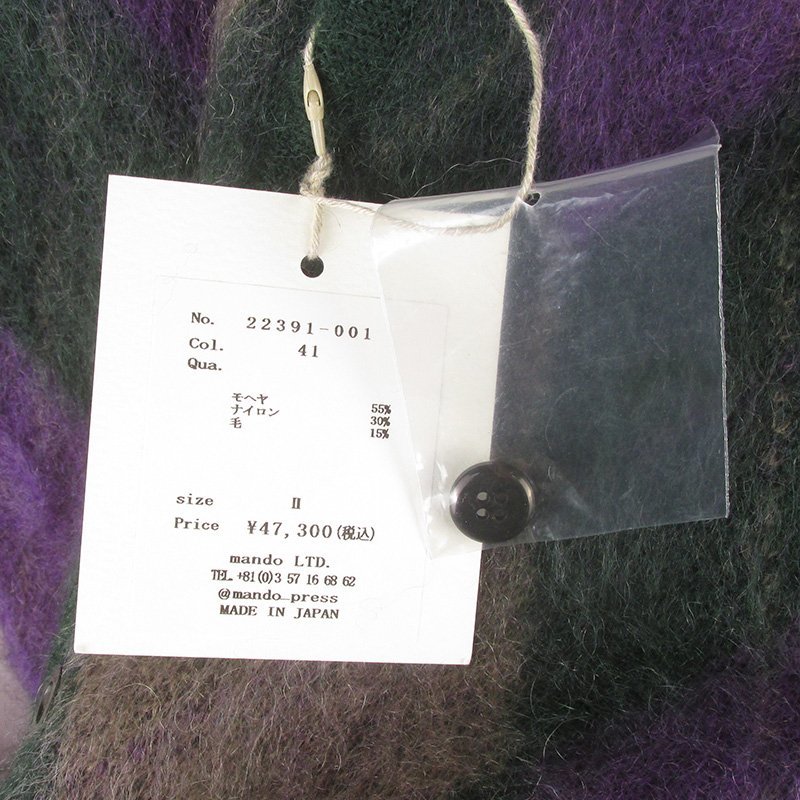 No. 22391-001
Col. 41
Qua.
モヘヤ 55%
ナイロン 30%
毛 15%
size II
Price ¥47,300(税込)
mando LTD.
TEL. +81(0)3 57 16 68 62
@mando_press
MADE IN JAPAN